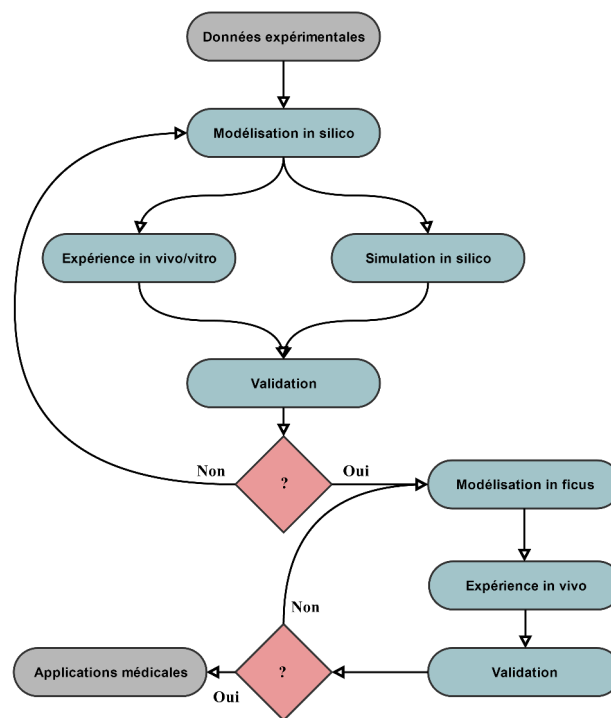 Données expérimentales
Modélisation in silico
Expérience in vivo/vitro
Simulation in silico
Validation
Non
?
Oui
Modélisation in ficus
Expérience in vivo
Non
Applications médicales
Oui
?
Validation